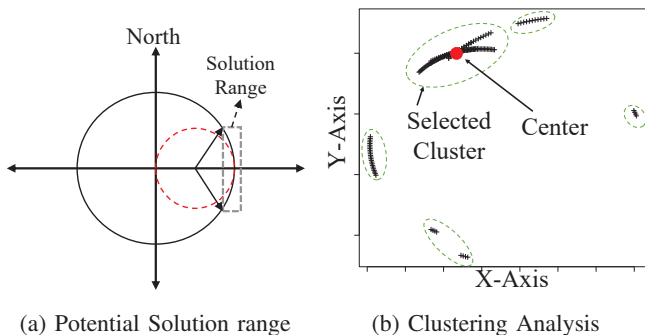 North
Solution
Range
(a) Potential Solution range
Y-Axis
Selected
Cluster
Center
X-Axis
(b) Clustering Analysis